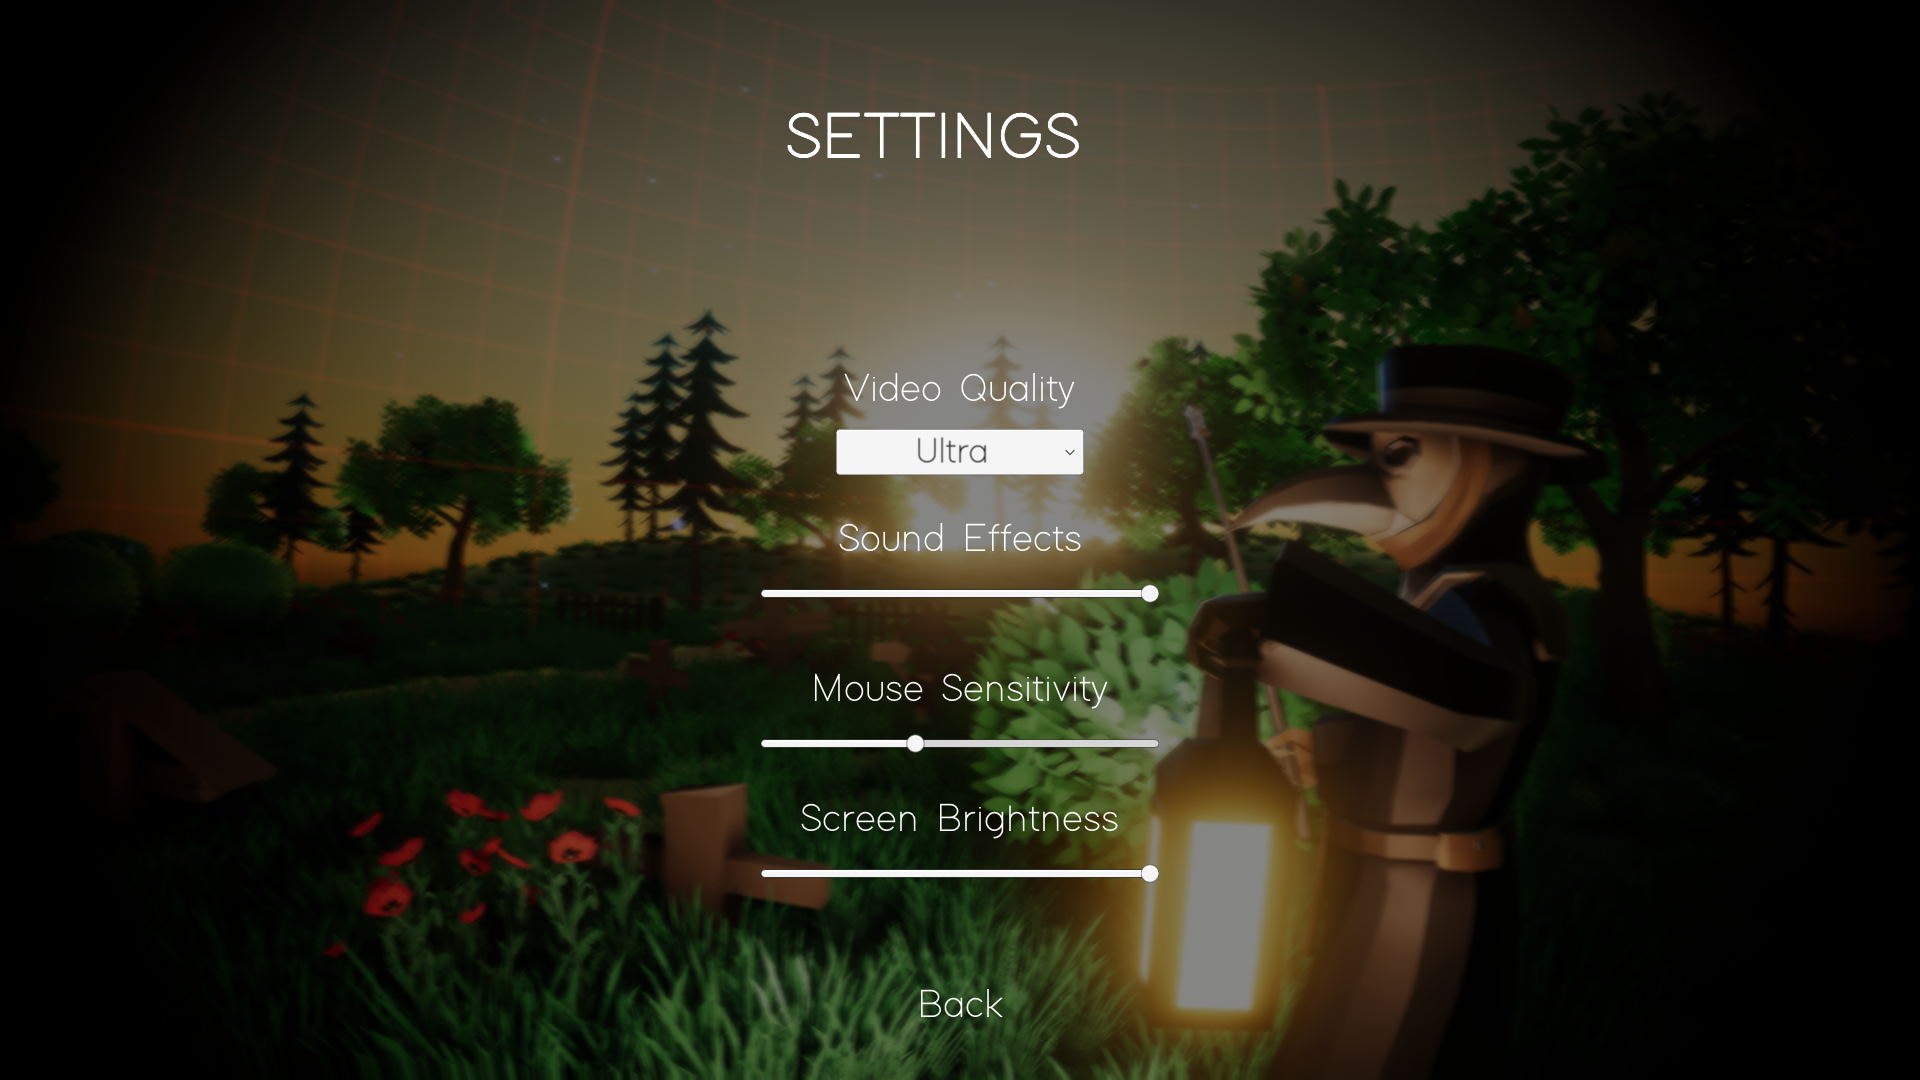 SETTINGS
Video Quality
Ultra
Sound Effects
Mouse Sensitivity
Screen Brightness
Back